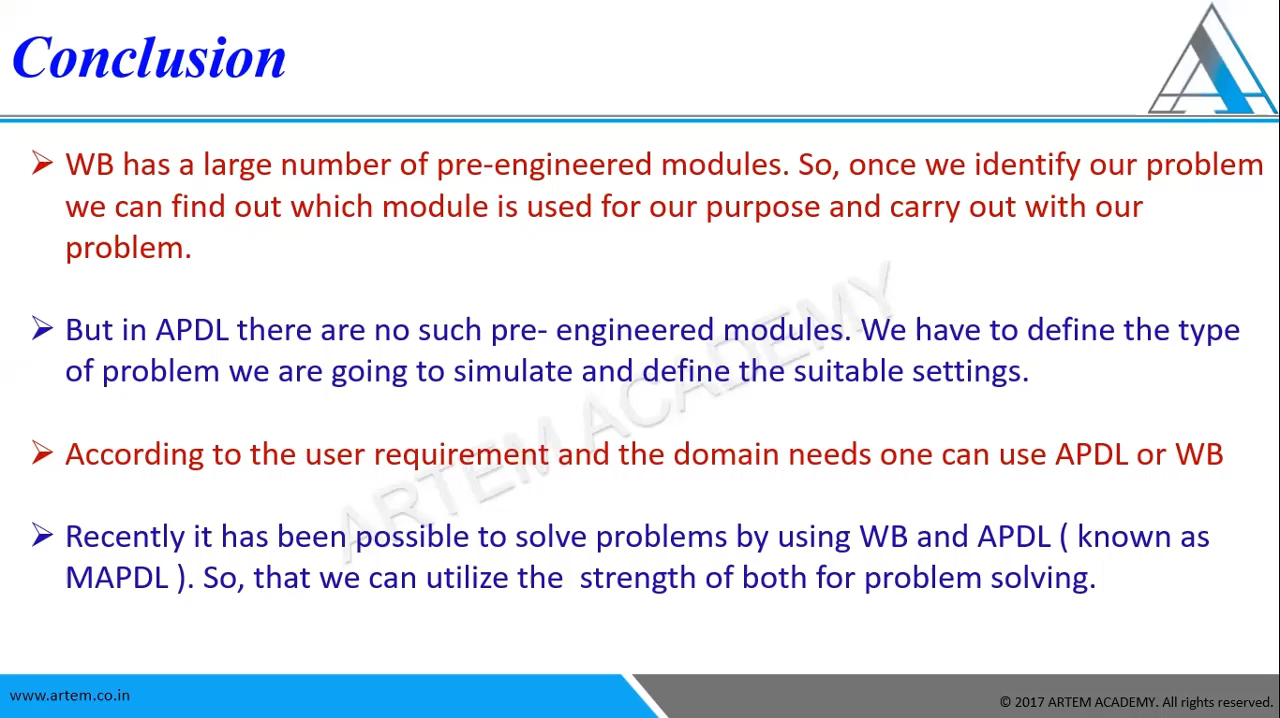 Conclusion
WB has a large number of pre-engineered modules. So, once we identify our problem
we can find out which module is used for our purpose and carry out with our
problem.
But in APDL there are no such pre- engineered modules. We have to define the type
of problem we are going to simulate and define the suitable settings.
According to the user requirement and the domain needs one can use APDL or WB
Recently it has been possible to solve problems by using WB and APDL ( known as
MAPDL ). So, that we can utilize the  strength of both for problem solving.
ARTEM ACADEMY
www.artem.co.in
© 2017 ARTEM ACADEMY. All rights reserved.